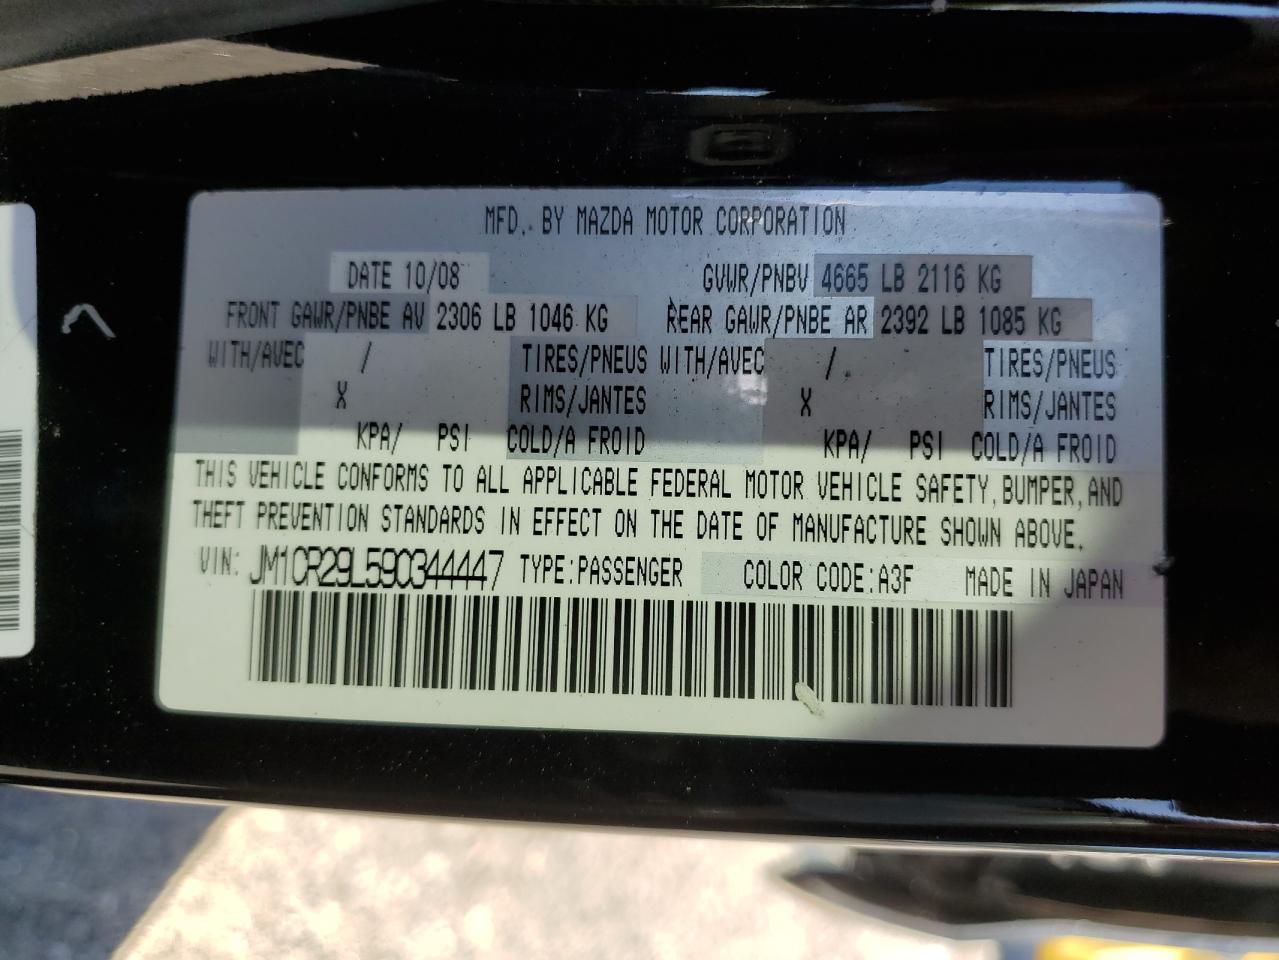 MFD. BY MAZDA MOTOR CORPORATION
DATE 10/08 GVWR/PNBV 4665 LB 2116 KG
FRONT GAWR/PNBE AV 2306 LB 1046 KG REAR GAWR/PNBE AR 2392 LB 1085 KG
WITH/AVEC / TIRES/PNEUS WITH/AVEC / TIRES/PNEUS
X RIMS/JANTES X RIMS/JANTES
KPA/ PSI COLD/A FROID KPA/ PSI COLD/A FROID
THIS VEHICLE CONFORMS TO ALL APPLICABLE FEDERAL MOTOR VEHICLE SAFETY, BUMPER, AND
THEFT PREVENTION STANDARDS IN EFFECT ON THE DATE OF MANUFACTURE SHOWN ABOVE.
VIN: JM1CR29L590344447 TYPE:PASSENGER COLOR CODE:A3F MADE IN JAPAN